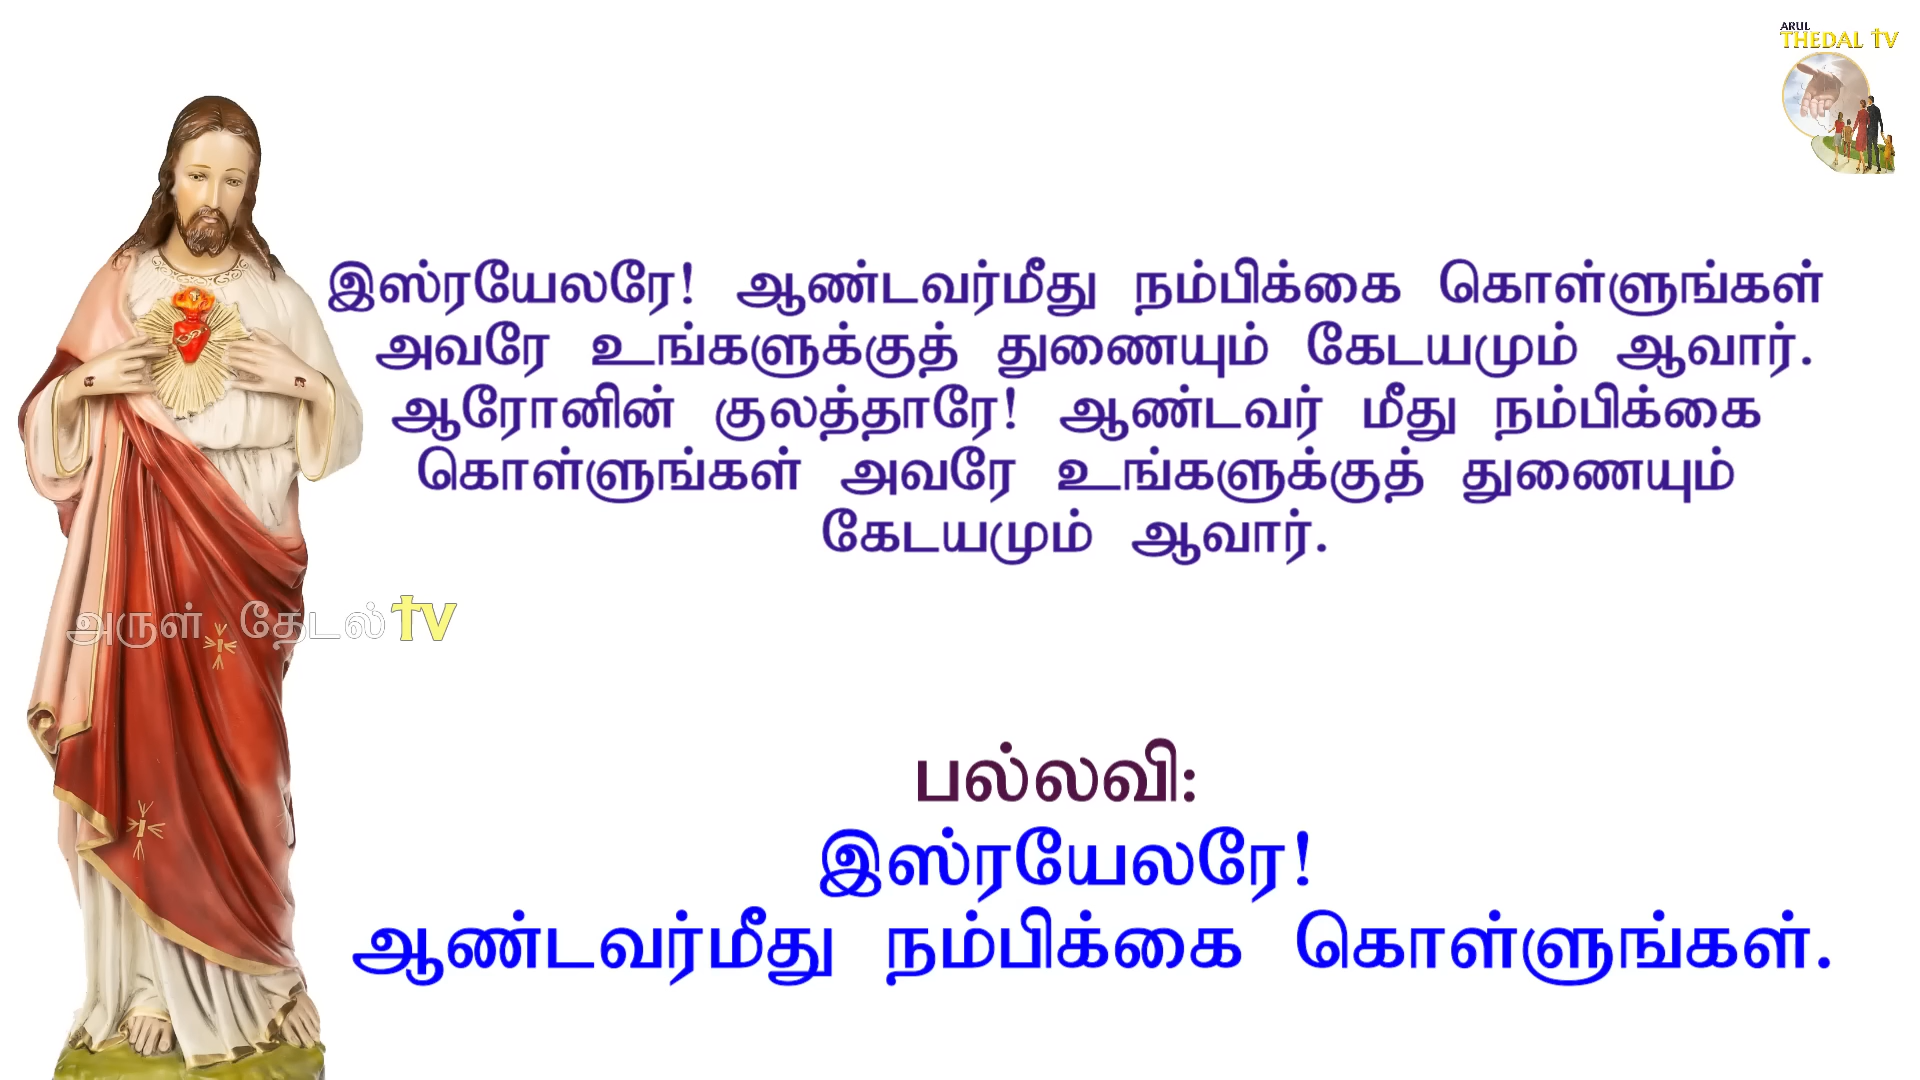 ARUL
THEDAL TV
இஸ்ரயேலரே! ஆண்டவர்மீது நம்பிக்கை கொள்ளுங்கள்
அவரே உங்களுக்குத் துணையும் கேடயமும் ஆவார்.
ஆரோனின் குலத்தாரே! ஆண்டவர் மீது நம்பிக்கை
கொள்ளுங்கள் அவரே உங்களுக்குத் துணையும்
கேடயமும் ஆவார்.
அருள் தேடல் TV
பல்லவி:
இஸ்ரயேலரே!
ஆண்டவர்மீது நம்பிக்கை கொள்ளுங்கள்.